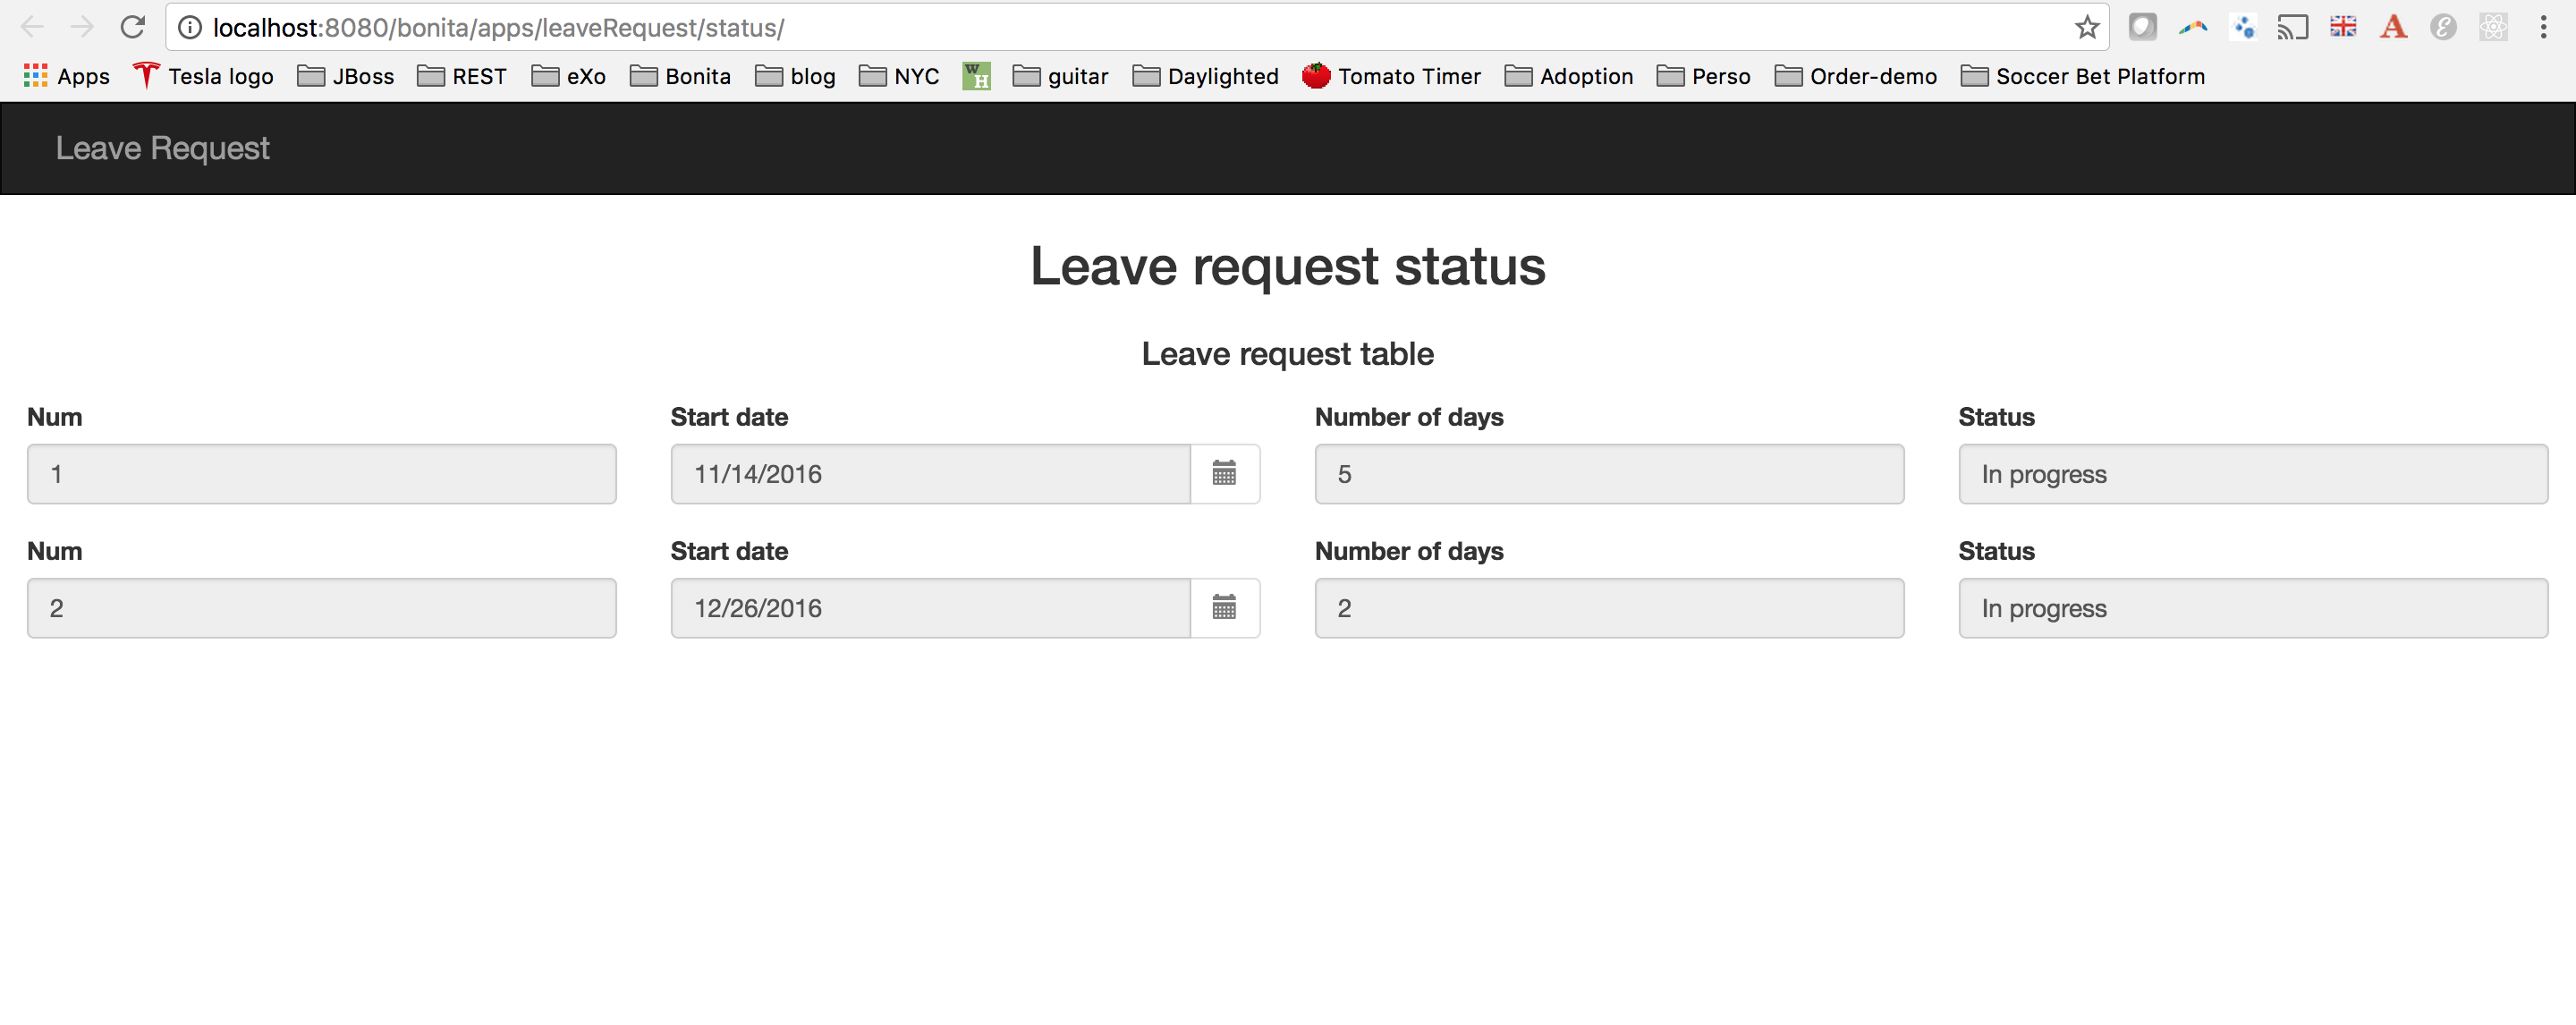 localhost:8080/bonita/apps/leaveRequest/status/
Apps Tesla logo JBoss REST eXo Bonita blog NYC WH guitar Daylighted Tomato Timer Adoption Perso Order-demo Soccer Bet Platform
Leave Request
Leave request status
Leave request table
Num Start date Number of days Status
1 11/14/2016 5 In progress
Num Start date Number of days Status
2 12/26/2016 2 In progress